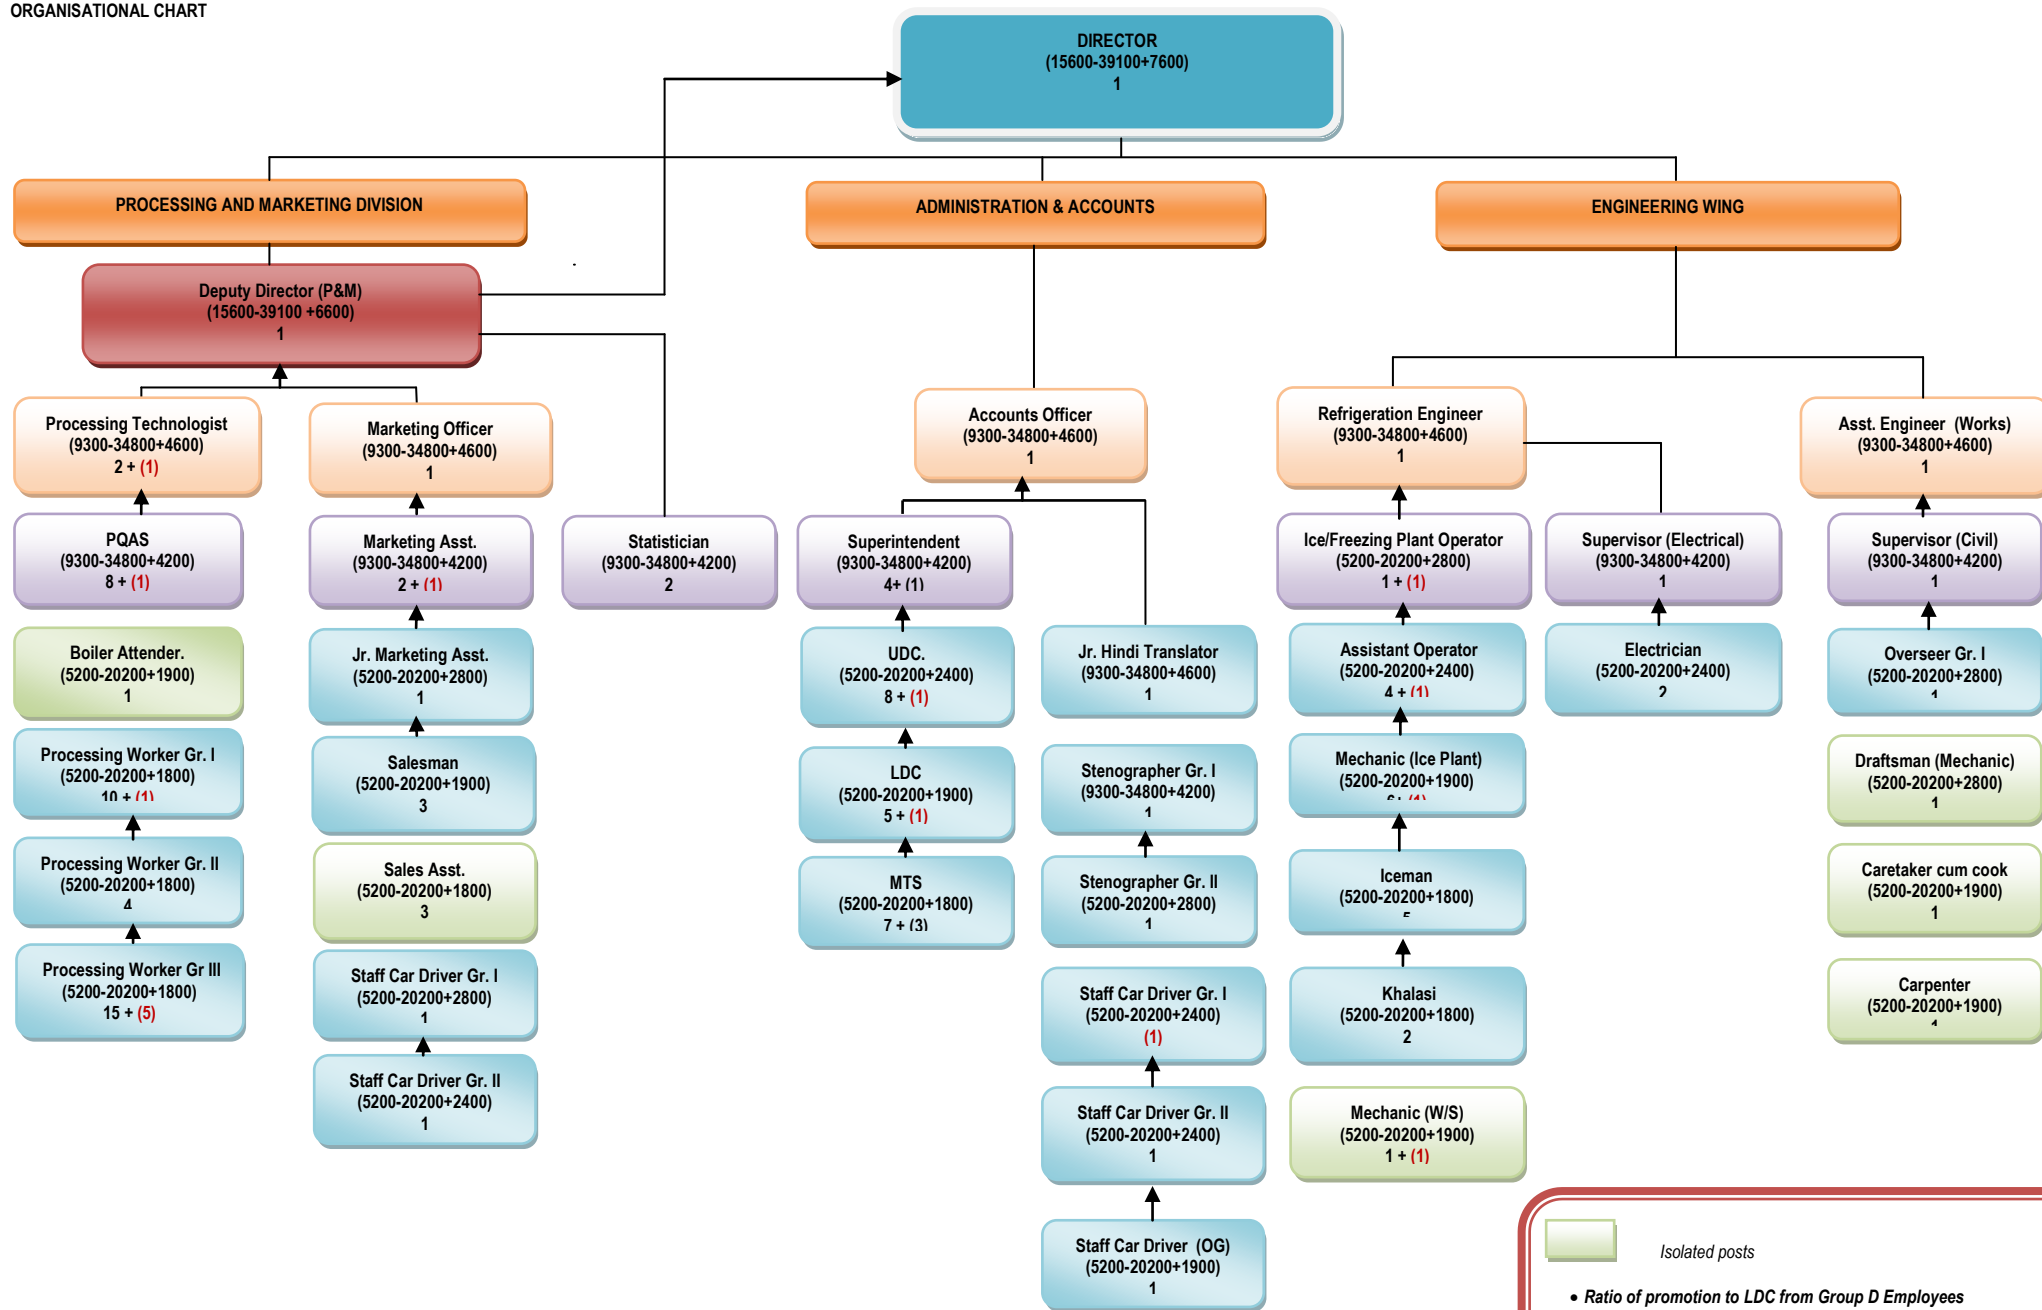 ORGANISATIONAL CHART
DIRECTOR
(15600-39100+7600)
1
PROCESSING AND MARKETING DIVISION
ADMINISTRATION & ACCOUNTS
ENGINEERING WING
Deputy Director (P&M)
(15600-39100 +6600)
1
Processing Technologist
(9300-34800+4600)
2 + (1)
Marketing Officer
(9300-34800+4600)
1
Accounts Officer
(9300-34800+4600)
1
Refrigeration Engineer
(9300-34800+4600)
1
Asst. Engineer (Works)
(9300-34800+4600)
1
PQAS
(9300-34800+4200)
8 + (1)
Marketing Asst.
(9300-34800+4200)
2 + (1)
Statistician
(9300-34800+4200)
2
Superintendent
(9300-34800+4200)
4+ (1)
Ice/Freezing Plant Operator
(5200-20200+2800)
1 + (1)
Supervisor (Electrical)
(9300-34800+4200)
1
Supervisor (Civil)
(9300-34800+4200)
1
Boiler Attender.
(5200-20200+1900)
1
Jr. Marketing Asst.
(5200-20200+2800)
1
UDC.
(5200-20200+2400)
8 + (1)
Jr. Hindi Translator
(9300-34800+4600)
1
Assistant Operator
(5200-20200+2400)
4 + (1)
Electrician
(5200-20200+2400)
2
Overseer Gr. I
(5200-20200+2800)
1
Processing Worker Gr. I
(5200-20200+1800)
10 + (1)
Salesman
(5200-20200+1900)
3
LDC
(5200-20200+1900)
5 + (1)
Stenographer Gr. I
(9300-34800+4200)
1
Mechanic (Ice Plant)
(5200-20200+1900)
6+ (1)
Draftsman (Mechanic)
(5200-20200+2800)
1
Processing Worker Gr. II
(5200-20200+1800)
4
Sales Asst.
(5200-20200+1800)
3
MTS
(5200-20200+1800)
7 + (3)
Stenographer Gr. II
(5200-20200+2800)
1
Iceman
(5200-20200+1800)
5
Caretaker cum cook
(5200-20200+1900)
1
Processing Worker Gr III
(5200-20200+1800)
15 + (5)
Staff Car Driver Gr. I
(5200-20200+2800)
1
Staff Car Driver Gr. I
(5200-20200+2400)
(1)
Khalasi
(5200-20200+1800)
2
Carpenter
(5200-20200+1900)
1
Staff Car Driver Gr. II
(5200-20200+2400)
1
Staff Car Driver Gr. II
(5200-20200+2400)
1
Mechanic (W/S)
(5200-20200+1900)
1 + (1)
Staff Car Driver (OG)
(5200-20200+1900)
1
Isolated posts
• Ratio of promotion to LDC from Group D Employees